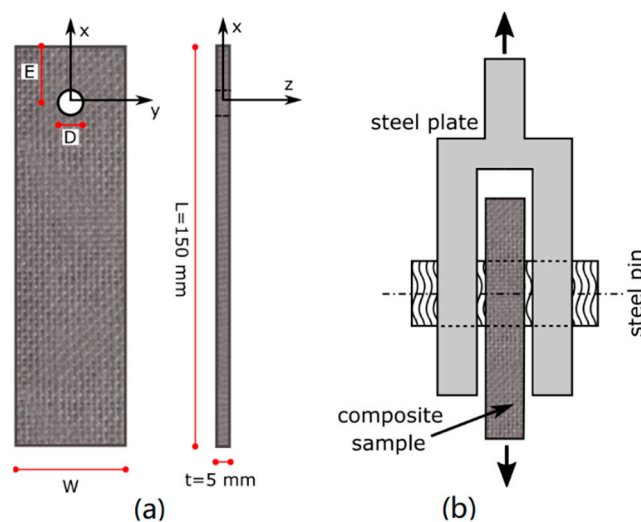 x
E
y
D
W
x
z
L=150 mm
t=5 mm
(a)
steel plate
steel pin
composite
sample
(b)